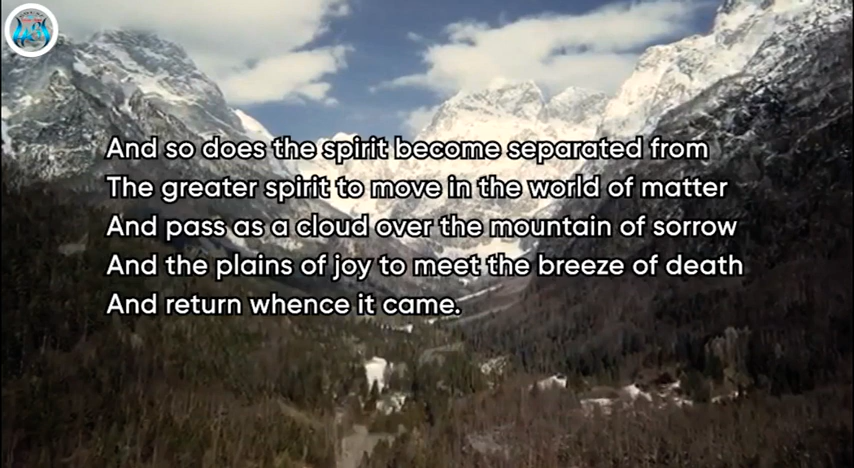 And so does the spirit become separated from
The greater spirit to move in the world of matter
And pass as a cloud over the mountain of sorrow
And the plains of joy to meet the breeze of death
And return whence it came.